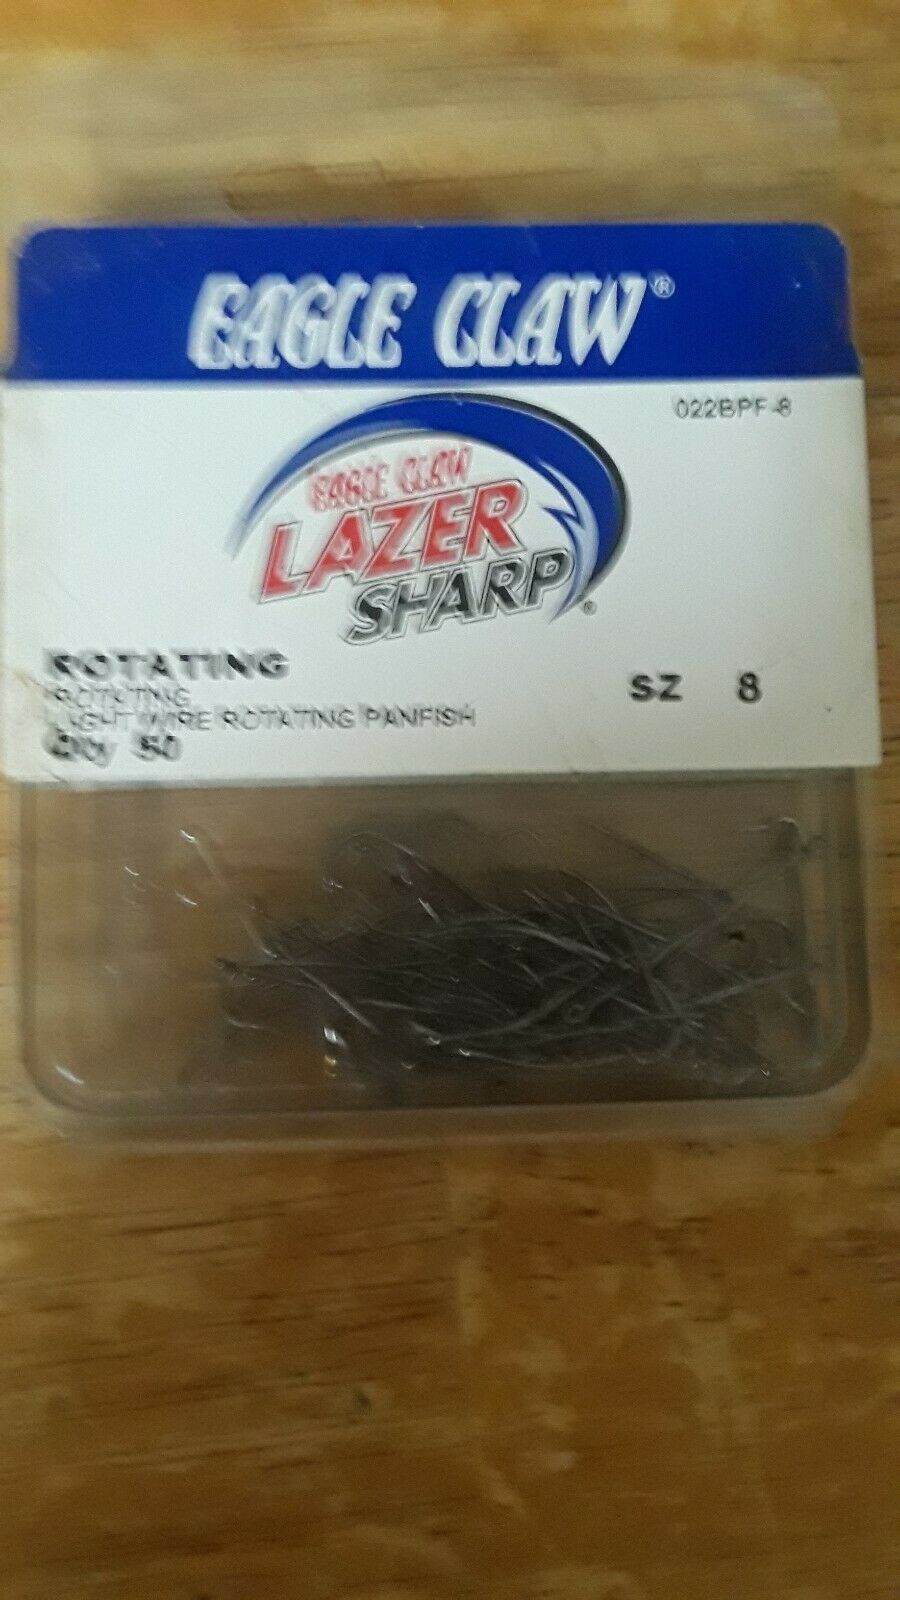 EAGLE CLAW®
022BPF-8
EAGLE CLAW
LAZER
SHARP®
ROTATING
ROTATING
LIGHT WIRE ROTATING PANFISH
Qty 50
SZ 8